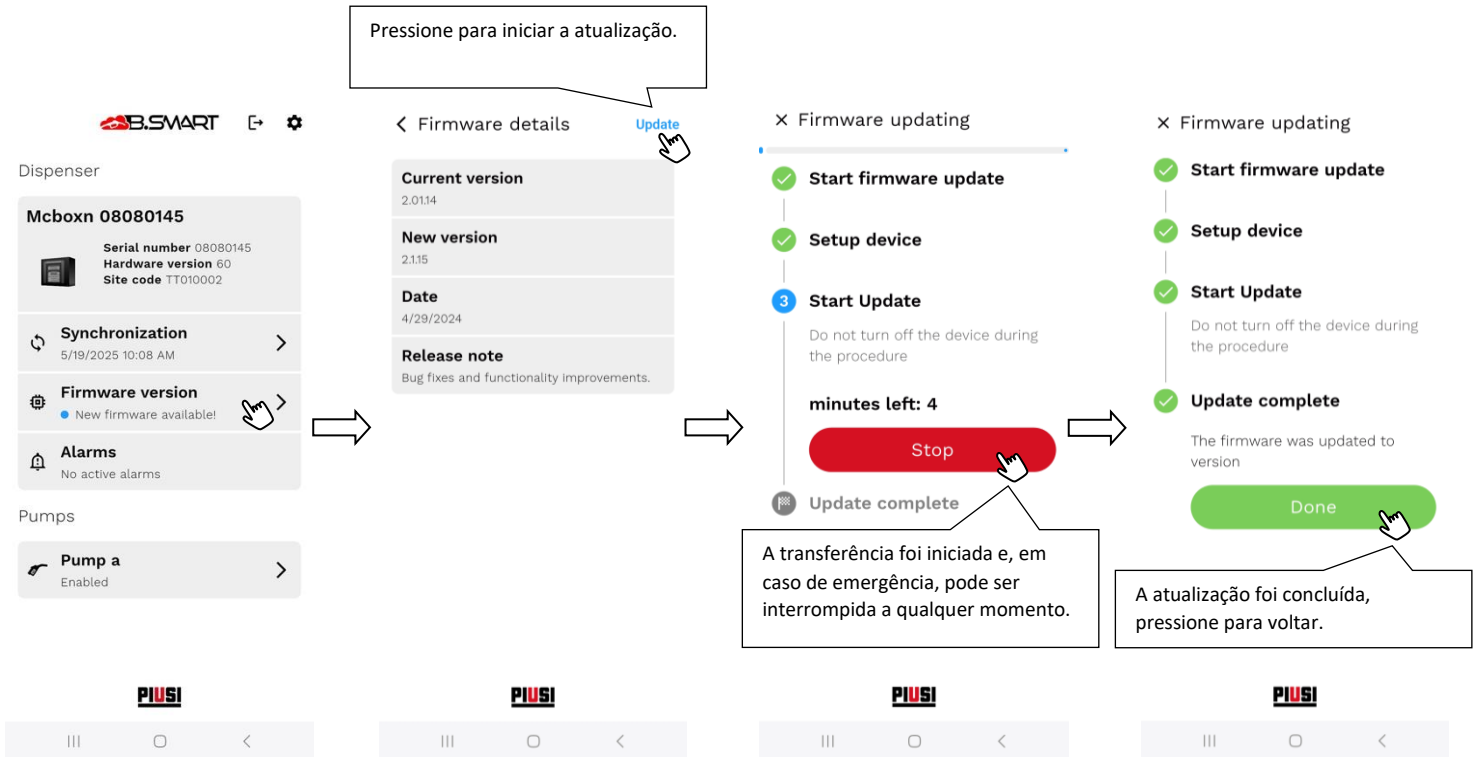 Pressione para iniciar a atualização.
B.SMART
Dispenser
Mcboxn 08080145
Serial number 08080145
Hardware version 60
Site code TT010002
Synchronization
5/19/2025 10:08 AM
Firmware version
New firmware available!
Alarms
No active alarms
Pumps
Pump a
Enabled
PIUSI
Firmware details
Update
Current version
2.01.14
New version
2.1.15
Date
4/29/2024
Release note
Bug fixes and functionality improvements.
PIUSI
Firmware updating
Start firmware update
Setup device
3 Start Update
Do not turn off the device during
the procedure
minutes left: 4
Stop
Update complete
A transferência foi iniciada e, em
caso de emergência, pode ser
interrompida a qualquer momento.
PIUSI
Firmware updating
Start firmware update
Setup device
Start Update
Do not turn off the device during
the procedure
Update complete
The firmware was updated to
version
Done
A atualização foi concluída,
pressione para voltar.
PIUSI